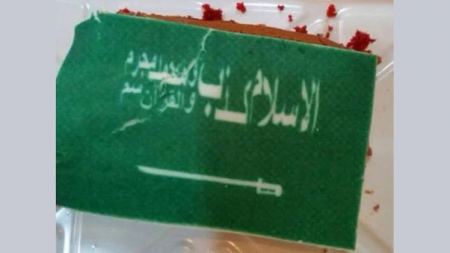 الاسلام كذب ومحمد مجرم
والقرآن سم